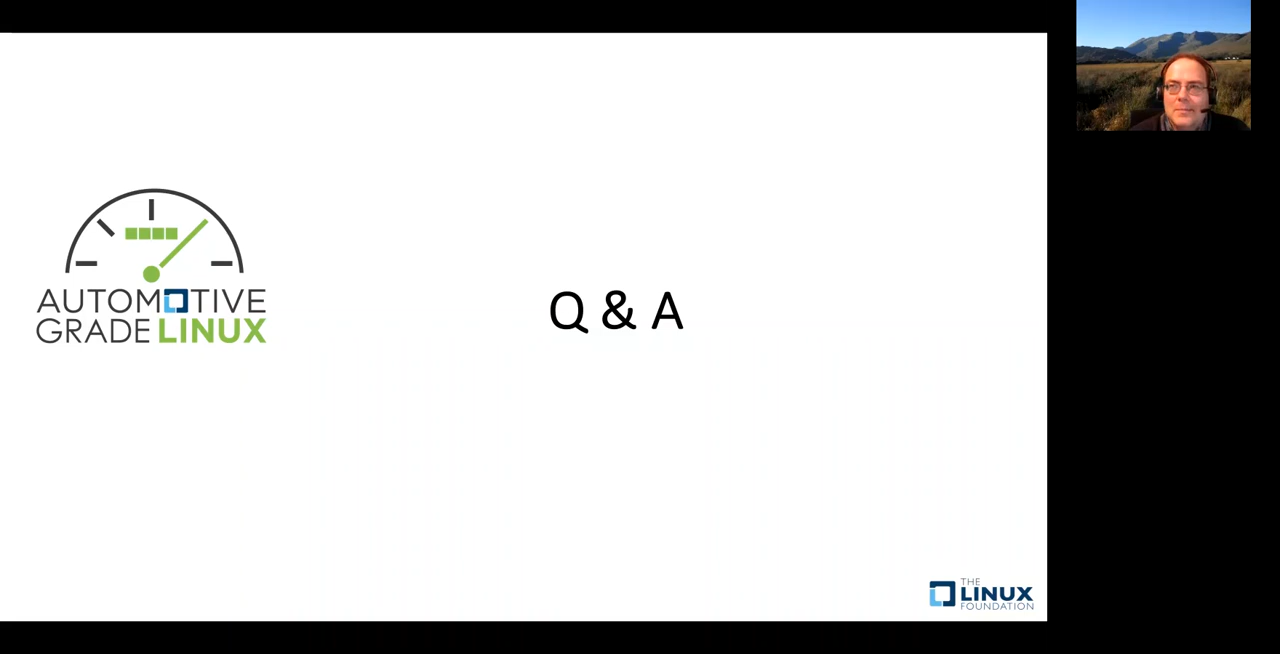 AUTOMOTIVE
GRADE LINUX
Q & A
THE
LINUX
FOUNDATION